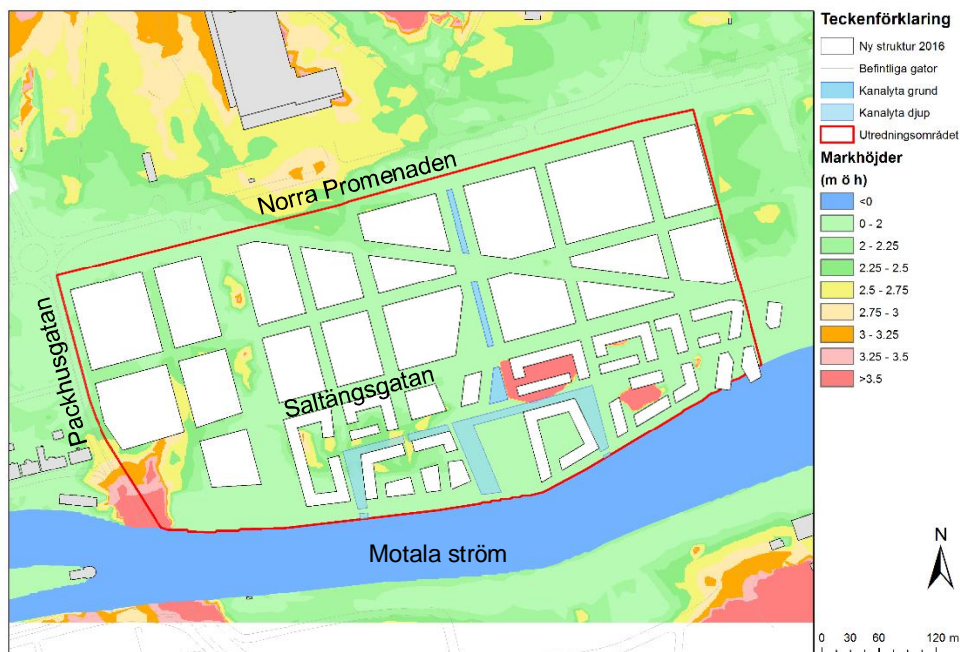 Norra Promenaden
Packhusgatan
Saltängsgatan
Motala ström
Teckenförklaring
Ny struktur 2016
Befintliga gator
Kanalyta grund
Kanalyta djup
Utredningsområdet
Markhöjder
(m ö h)
<0
0 - 2
2 - 2.25
2.25 - 2.5
2.5 - 2.75
2.75 - 3
3 - 3.25
3.25 - 3.5
>3.5
N
0 30 60 120 m